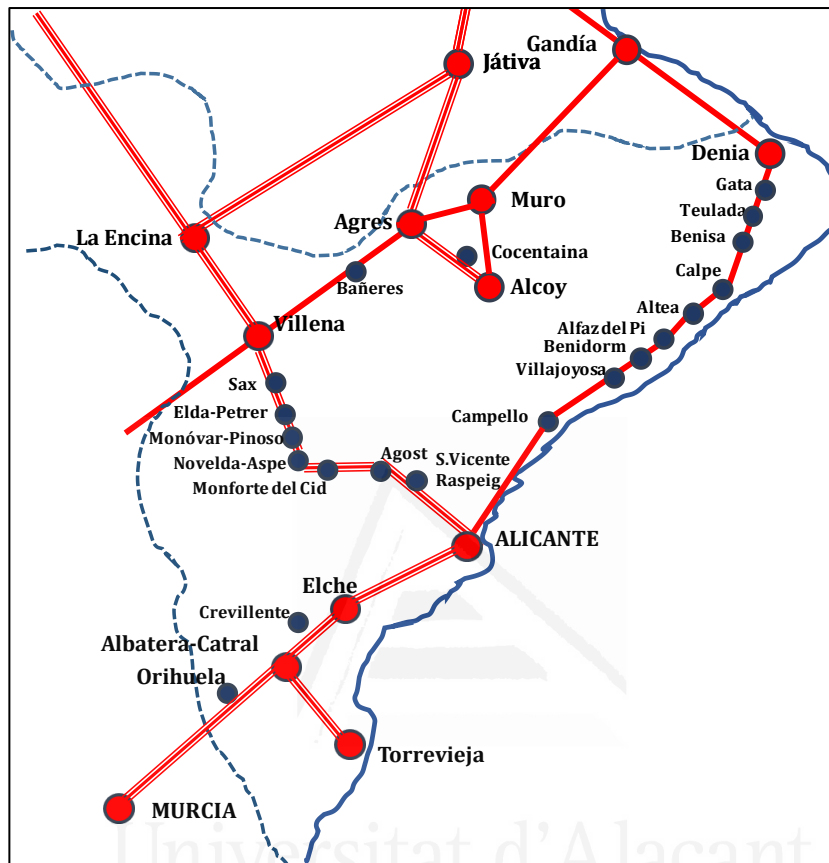 Gandía
Játiva
Denia
Gata
Muro
Teulada
Agres
La Encina
Benisa
Cocentaina
Calpe
Bañeres
Alcoy
Altea
Villena
Alfaz del Pi
Benidorm
Villajoyosa
Sax
Elda-Petrer
Campello
Monóvar-Pinoso
Agost
S.Vicente
Novelda-Aspe
Raspeig
Monforte del Cid
ALICANTE
Elche
Crevillente
Albatera-Catral
Orihuela
Torrevieja
MURCIA
Universitat d'Alacant